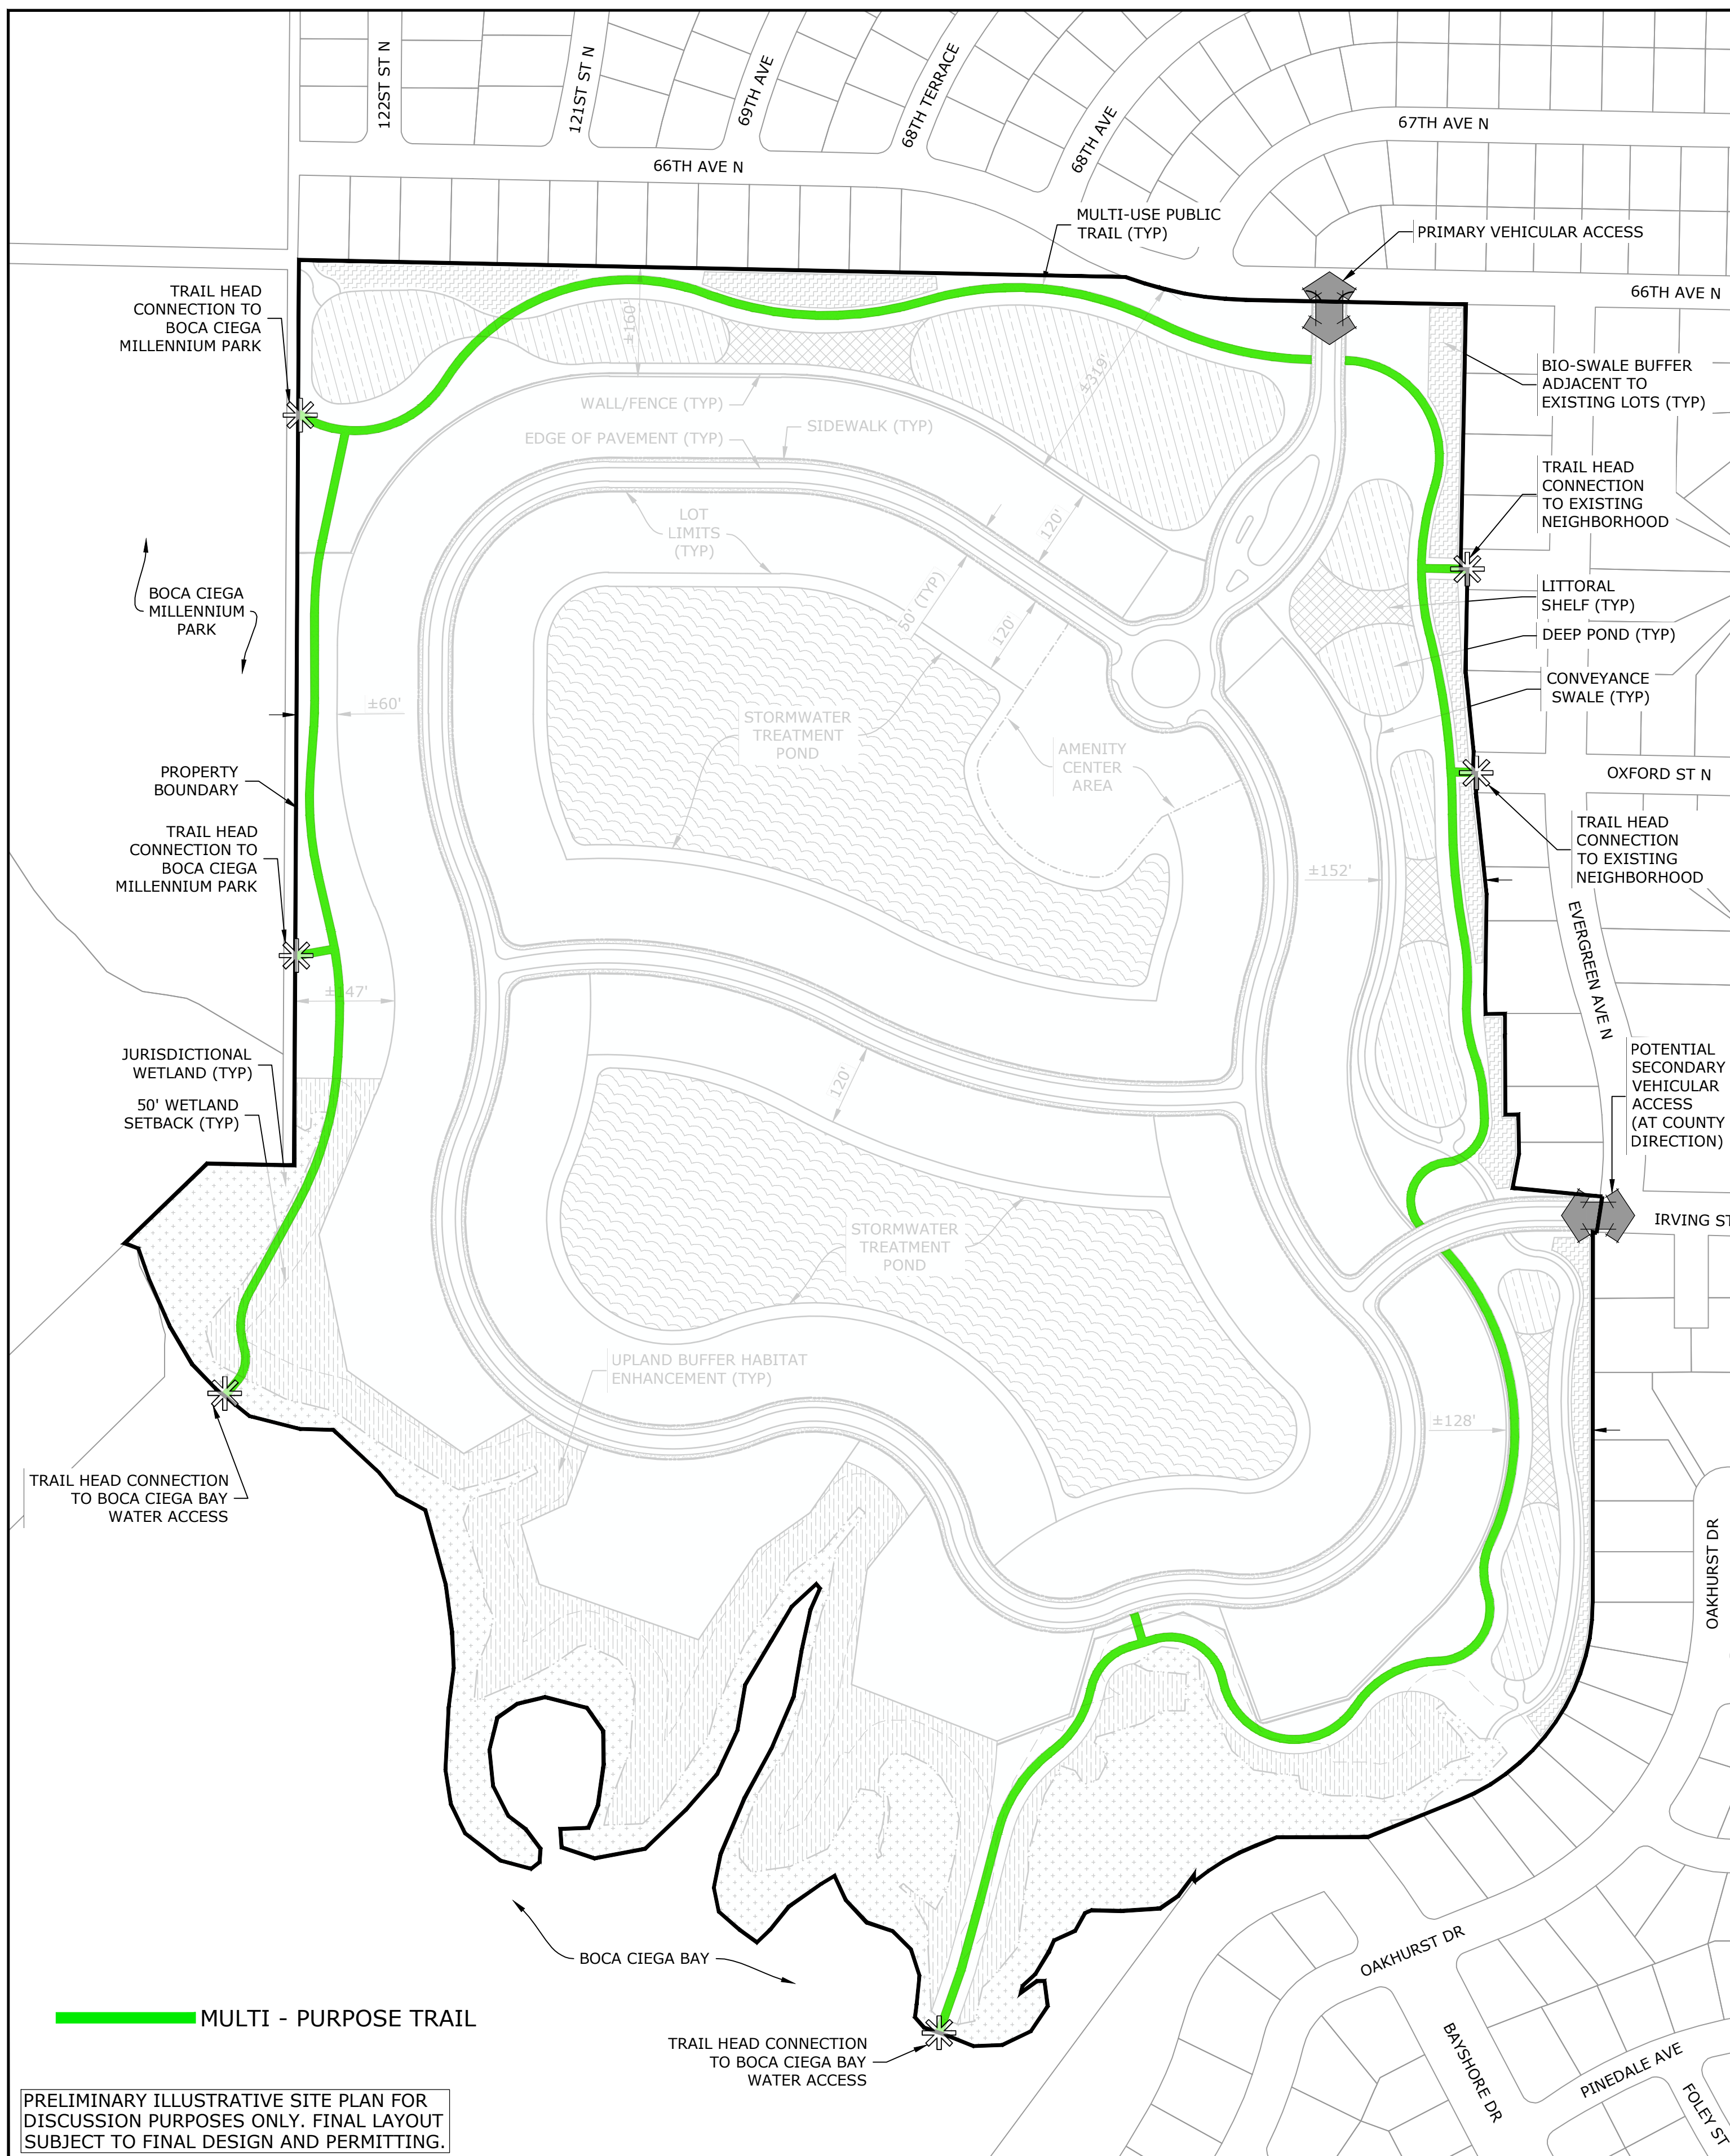 122ST ST N
121ST ST N
69TH AVE
68TH TERRACE
68TH AVE
67TH AVE N
66TH AVE N
MULTI-USE PUBLIC
TRAIL (TYP)
PRIMARY VEHICULAR ACCESS
66TH AVE N
TRAIL HEAD
CONNECTION TO
BOCA CIEGA
MILLENNIUM PARK
±160'
±319'
BIO-SWALE BUFFER
ADJACENT TO
EXISTING LOTS (TYP)
WALL/FENCE (TYP)
SIDEWALK (TYP)
EDGE OF PAVEMENT (TYP)
TRAIL HEAD
CONNECTION
TO EXISTING
NEIGHBORHOOD
LOT
LIMITS
(TYP)
120'
50 (TYP)
120'
BOCA CIEGA
MILLENNIUM
PARK
LITTORAL
SHELF (TYP)
DEEP POND (TYP)
CONVEYANCE
SWALE (TYP)
±60'
STORMWATER
TREATMENT
POND
AMENITY
CENTER
AREA
PROPERTY
BOUNDARY
OXFORD ST N
TRAIL HEAD
CONNECTION TO
BOCA CIEGA
MILLENNIUM PARK
TRAIL HEAD
CONNECTION
TO EXISTING
NEIGHBORHOOD
±152'
EVERGREEN AVE N
±147'
JURISDICTIONAL
WETLAND (TYP)
50' WETLAND
SETBACK (TYP)
120'
POTENTIAL
SECONDARY
VEHICULAR
ACCESS
(AT COUNTY
DIRECTION)
IRVING ST
STORMWATER
TREATMENT
POND
UPLAND BUFFER HABITAT
ENHANCEMENT (TYP)
±128'
TRAIL HEAD CONNECTION
TO BOCA CIEGA BAY
WATER ACCESS
OAKHURST DR
BOCA CIEGA BAY
OAKHURST DR
MULTI - PURPOSE TRAIL
TRAIL HEAD CONNECTION
TO BOCA CIEGA BAY
WATER ACCESS
BAYSHORE DR
PINEDALE AVE
FOLEY ST
PRELIMINARY ILLUSTRATIVE SITE PLAN FOR
DISCUSSION PURPOSES ONLY. FINAL LAYOUT
SUBJECT TO FINAL DESIGN AND PERMITTING.